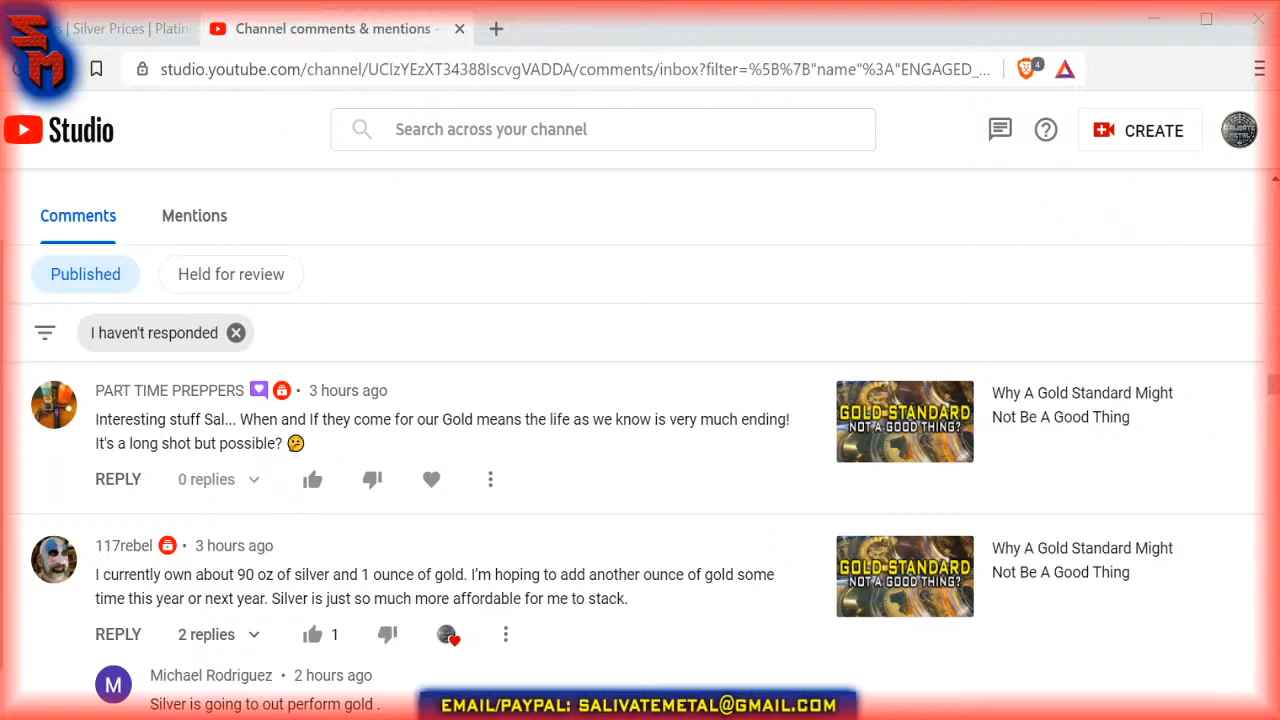 SM
s | Silver Prices | Platin
Channel comments & mentions -
studio.youtube.com/channel/UCIzYEzXT34388IscvgVADDA/comments/inbox?filter=%5B%7B"name"%3A"ENGAGED_...
4
Studio
Search across your channel
CREATE
SALIVATE METAL
Comments
Mentions
Published
Held for review
I haven't responded
PART TIME PREPPERS • 3 hours ago
Interesting stuff Sal... When and If they come for our Gold means the life as we know is very much ending!
It's a long shot but possible? 🤔
REPLY
0 replies
GOLD STANDARD
NOT A GOOD THING?
Why A Gold Standard Might
Not Be A Good Thing
117rebel • 3 hours ago
I currently own about 90 oz of silver and 1 ounce of gold. I'm hoping to add another ounce of gold some
time this year or next year. Silver is just so much more affordable for me to stack.
REPLY
2 replies
1
GOLD STANDARD
NOT A GOOD THING?
Why A Gold Standard Might
Not Be A Good Thing
M
Michael Rodriguez • 2 hours ago
Silver is going to out perform gold .
EMAIL/PAYPAL: SALIVATEMETAL@GMAIL.COM